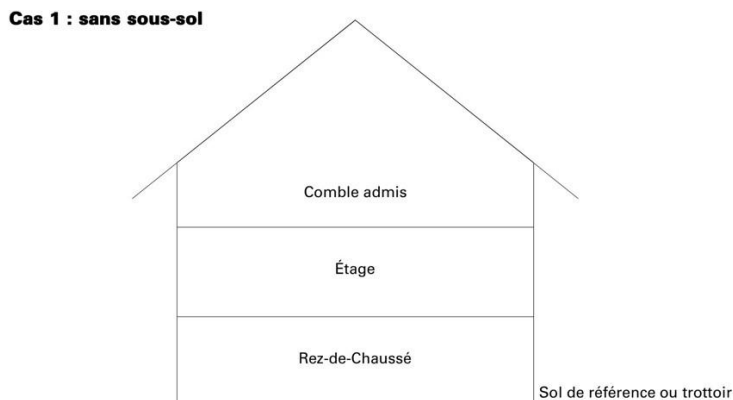 Cas 1 : sans sous-sol
Comble admis
Étage
Rez-de-Chaussé
Sol de référence ou trottoir